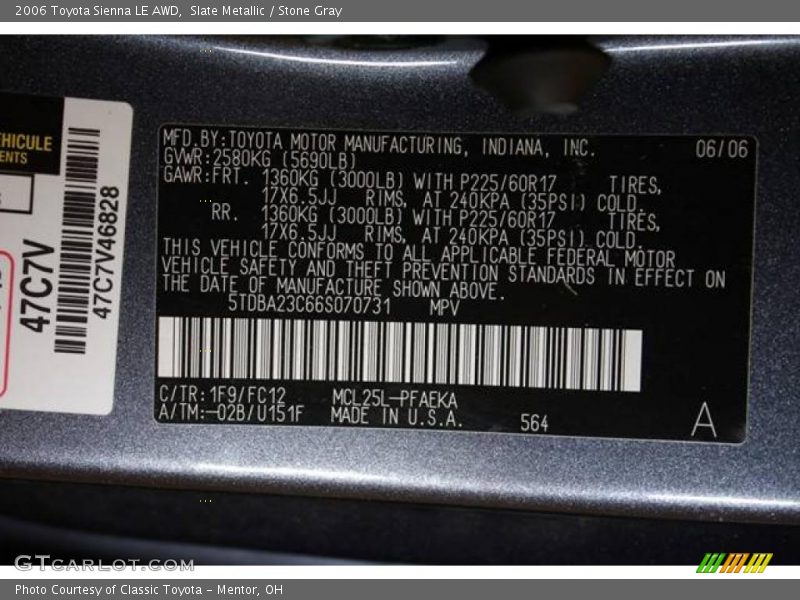 2006 Toyota Sienna LE AWD, Slate Metallic / Stone Gray
HICULE
ENTS
47C7V
47C7V46828
MFD.BY:TOYOTA MOTOR MANUFACTURING, INDIANA, INC. 06/06
GVWR:2580KG (5690LB)
GAWR:FRT. 1360KG (3000LB) WITH P225/60R17 TIRES,
17X6.5JJ RIMS, AT 240KPA (35PSI) COLD.
RR. 1360KG (3000LB) WITH P225/60R17 TIRES,
17X6.5JJ RIMS, AT 240KPA (35PSI) COLD.
THIS VEHICLE CONFORMS TO ALL APPLICABLE FEDERAL MOTOR
VEHICLE SAFETY AND THEFT PREVENTION STANDARDS IN EFFECT ON
THE DATE OF MANUFACTURE SHOWN ABOVE.
5TDBA23C66S070731 MPV
C/TR:1F9/FC12 MCL25L-PFAEKA
A/TM:-02B/U151F MADE IN U.S.A. 564 A
GTCARLOT.COM
Photo Courtesy of Classic Toyota - Mentor, OH